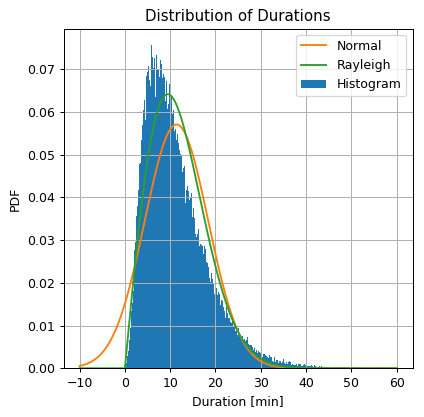 Distribution of Durations
Normal
Rayleigh
Histogram
PDF
0.07
0.06
0.05
0.04
0.03
0.02
0.01
0.00
−10 0 10 20 30 40 50 60
Duration [min]